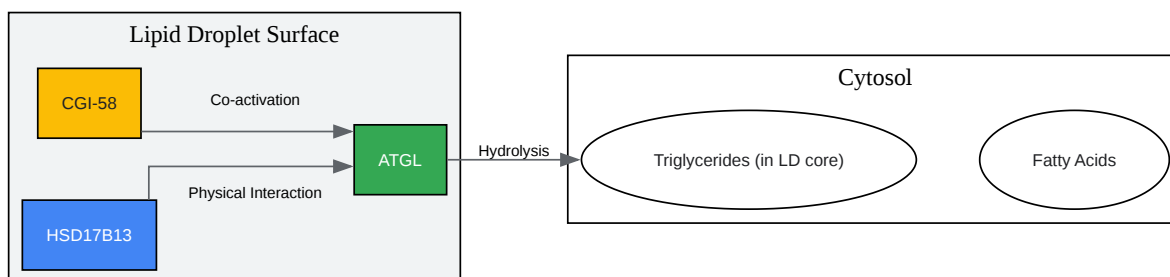 Lipid Droplet Surface
CGI-58
Co-activation
ATGL
Physical Interaction
HSD17B13
Hydrolysis
Cytosol
Triglycerides (in LD core)
Fatty Acids